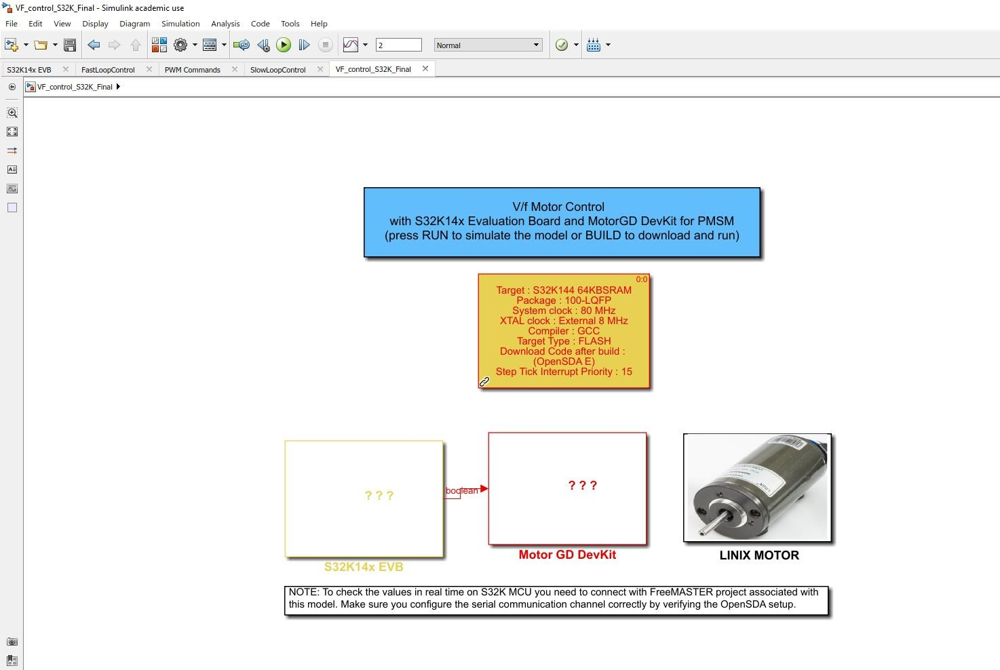 VF_control_S32K_Final - Simulink academic use
File Edit View Display Diagram Simulation Analysis Code Tools Help
2 Normal
S32K14x EVB FastLoopControl PWM Commands SlowLoopControl VF_control_S32K_Final
VF_control_S32K_Final
V/f Motor Control
with S32K14x Evaluation Board and MotorGD DevKit for PMSM
(press RUN to simulate the model or BUILD to download and run)
0:0
Target : S32K144 64KBSRAM
Package : 100-LQFP
System clock : 80 MHz
XTAL clock : External 8 MHz
Compiler : GCC
Target Type : FLASH
Download Code after build :
(OpenSDA E)
Step Tick Interrupt Priority : 15
? ? ?
boolean
? ? ?
S32K14x EVB
Motor GD DevKit
LINIX MOTOR
NOTE: To check the values in real time on S32K MCU you need to connect with FreeMASTER project associated with
this model. Make sure you configure the serial communication channel correctly by verifying the OpenSDA setup.